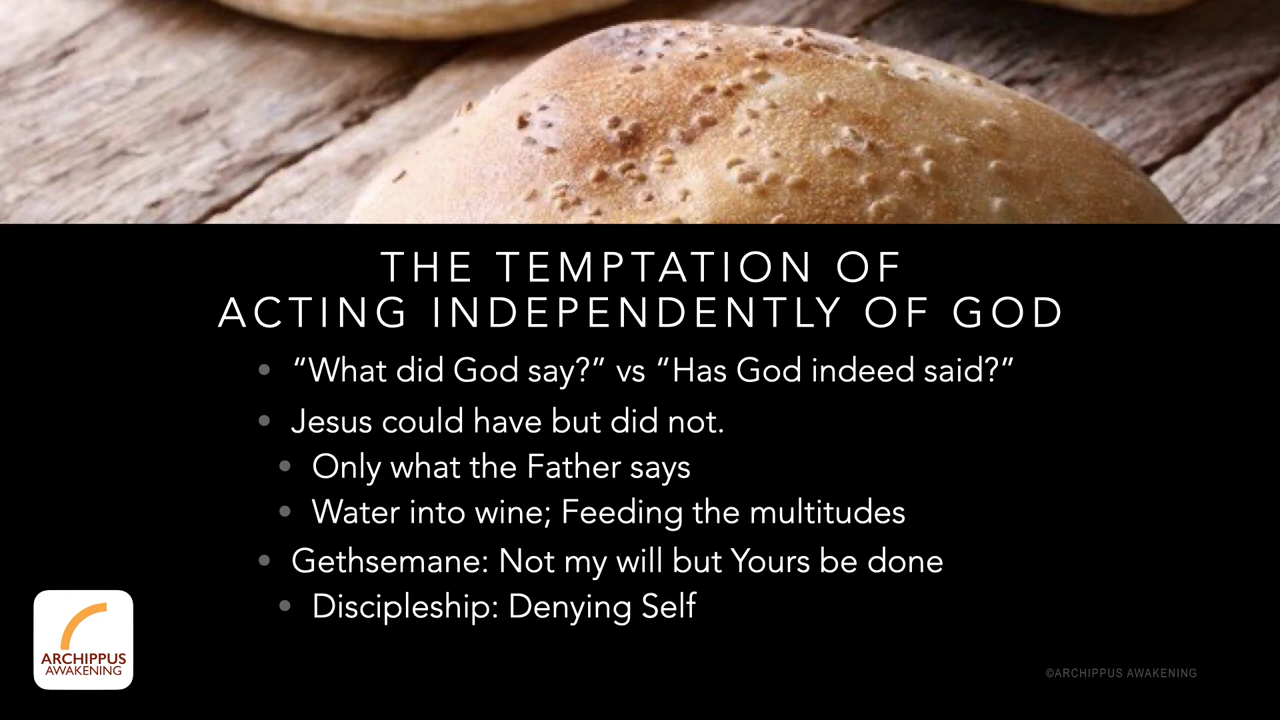 THE TEMPTATION OF
ACTING INDEPENDENTLY OF GOD
• “What did God say?” vs “Has God indeed said?”
• Jesus could have but did not.
• Only what the Father says
• Water into wine; Feeding the multitudes
• Gethsemane: Not my will but Yours be done
• Discipleship: Denying Self
ARCHIPPUS
AWAKENING
©ARCHIPPUS AWAKENING